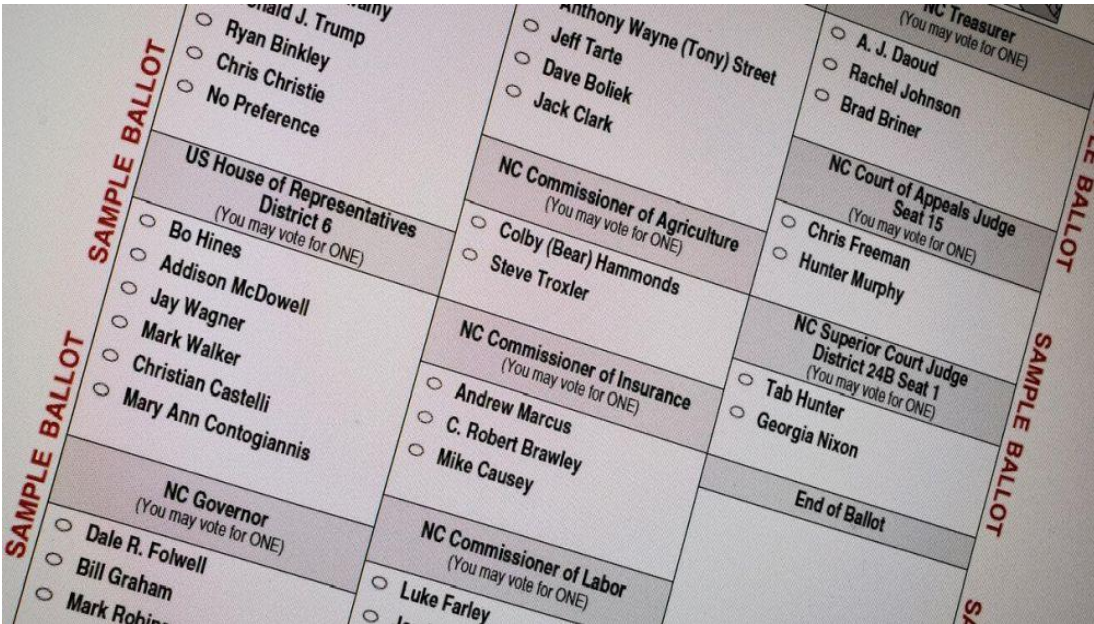 SAMPLE BALLOT
SAMPLE BALLOT
Donald J. Trump
Ryan Binkley
Chris Christie
No Preference
US House of Representatives
District 6
(You may vote for ONE)
Bo Hines
Addison McDowell
Jay Wagner
Mark Walker
Christian Castelli
Mary Ann Contogiannis
NC Governor
(You may vote for ONE)
Dale R. Folwell
Bill Graham
Mark
Anthony Wayne (Tony) Street
Jeff Tarte
Dave Boliek
Jack Clark
NC Commissioner of Agriculture
(You may vote for ONE)
Colby (Bear) Hammonds
Steve Troxler
NC Commissioner of Insurance
(You may vote for ONE)
Andrew Marcus
C. Robert Brawley
Mike Causey
NC Commissioner of Labor
(You may vote for ONE)
Luke Farley
NC Treasurer
(You may vote for ONE)
A. J. Daoud
Rachel Johnson
Brad Briner
NC Court of Appeals Judge
Seat 15
(You may vote for ONE)
Chris Freeman
Hunter Murphy
NC Superior Court Judge
District 24B Seat 1
(You may vote for ONE)
Tab Hunter
Georgia Nixon
End of Ballot
LE BALLOT
SAMPLE BALLOT
SA